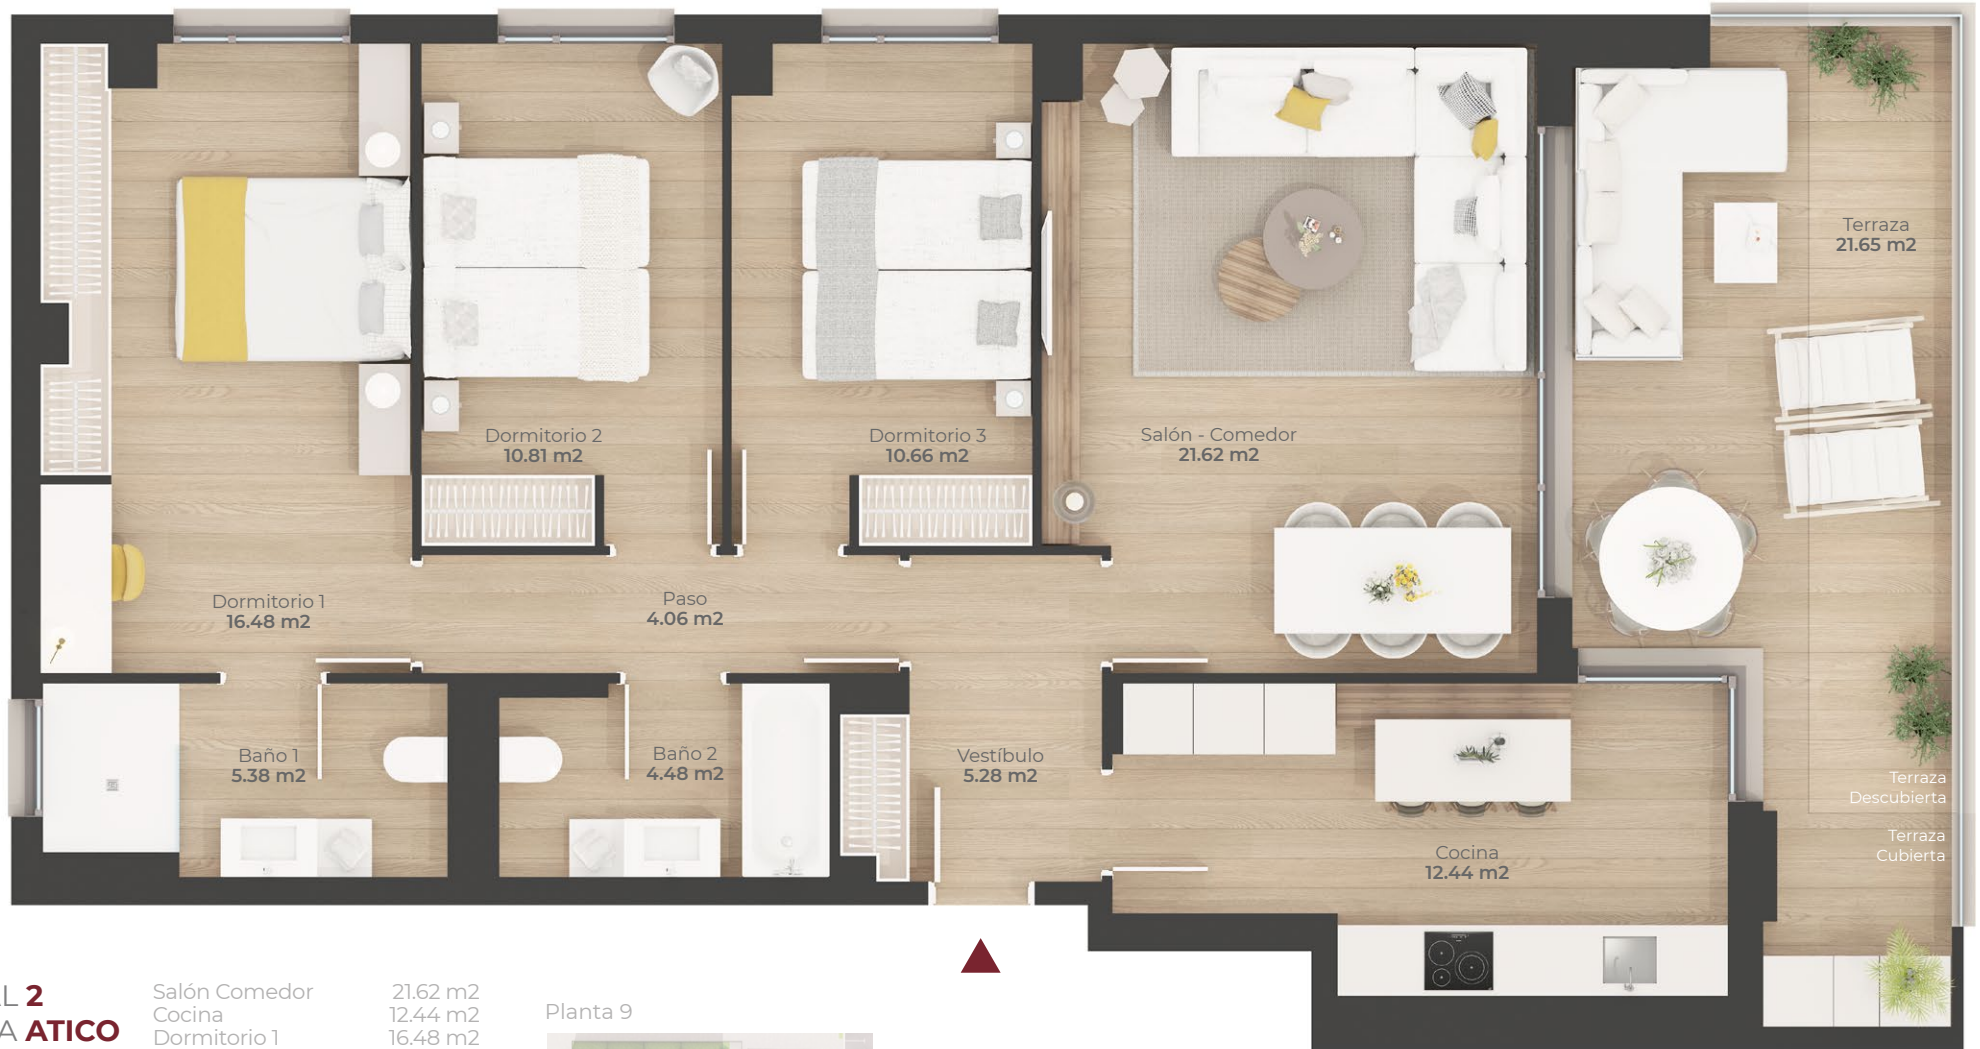 Terraza
21.65 m2
Dormitorio 2
10.81 m2
Dormitorio 3
10.66 m2
Salón - Comedor
21.62 m2
Dormitorio 1
16.48 m2
Paso
4.06 m2
Baño 1
5.38 m2
Baño 2
4.48 m2
Vestíbulo
5.28 m2
Terraza
Descubierta
Terraza
Cubierta
Cocina
12.44 m2
L 2
A ATICO
Salón Comedor 21.62 m2
Cocina 12.44 m2
Dormitorio 1 16.48 m2
Planta 9